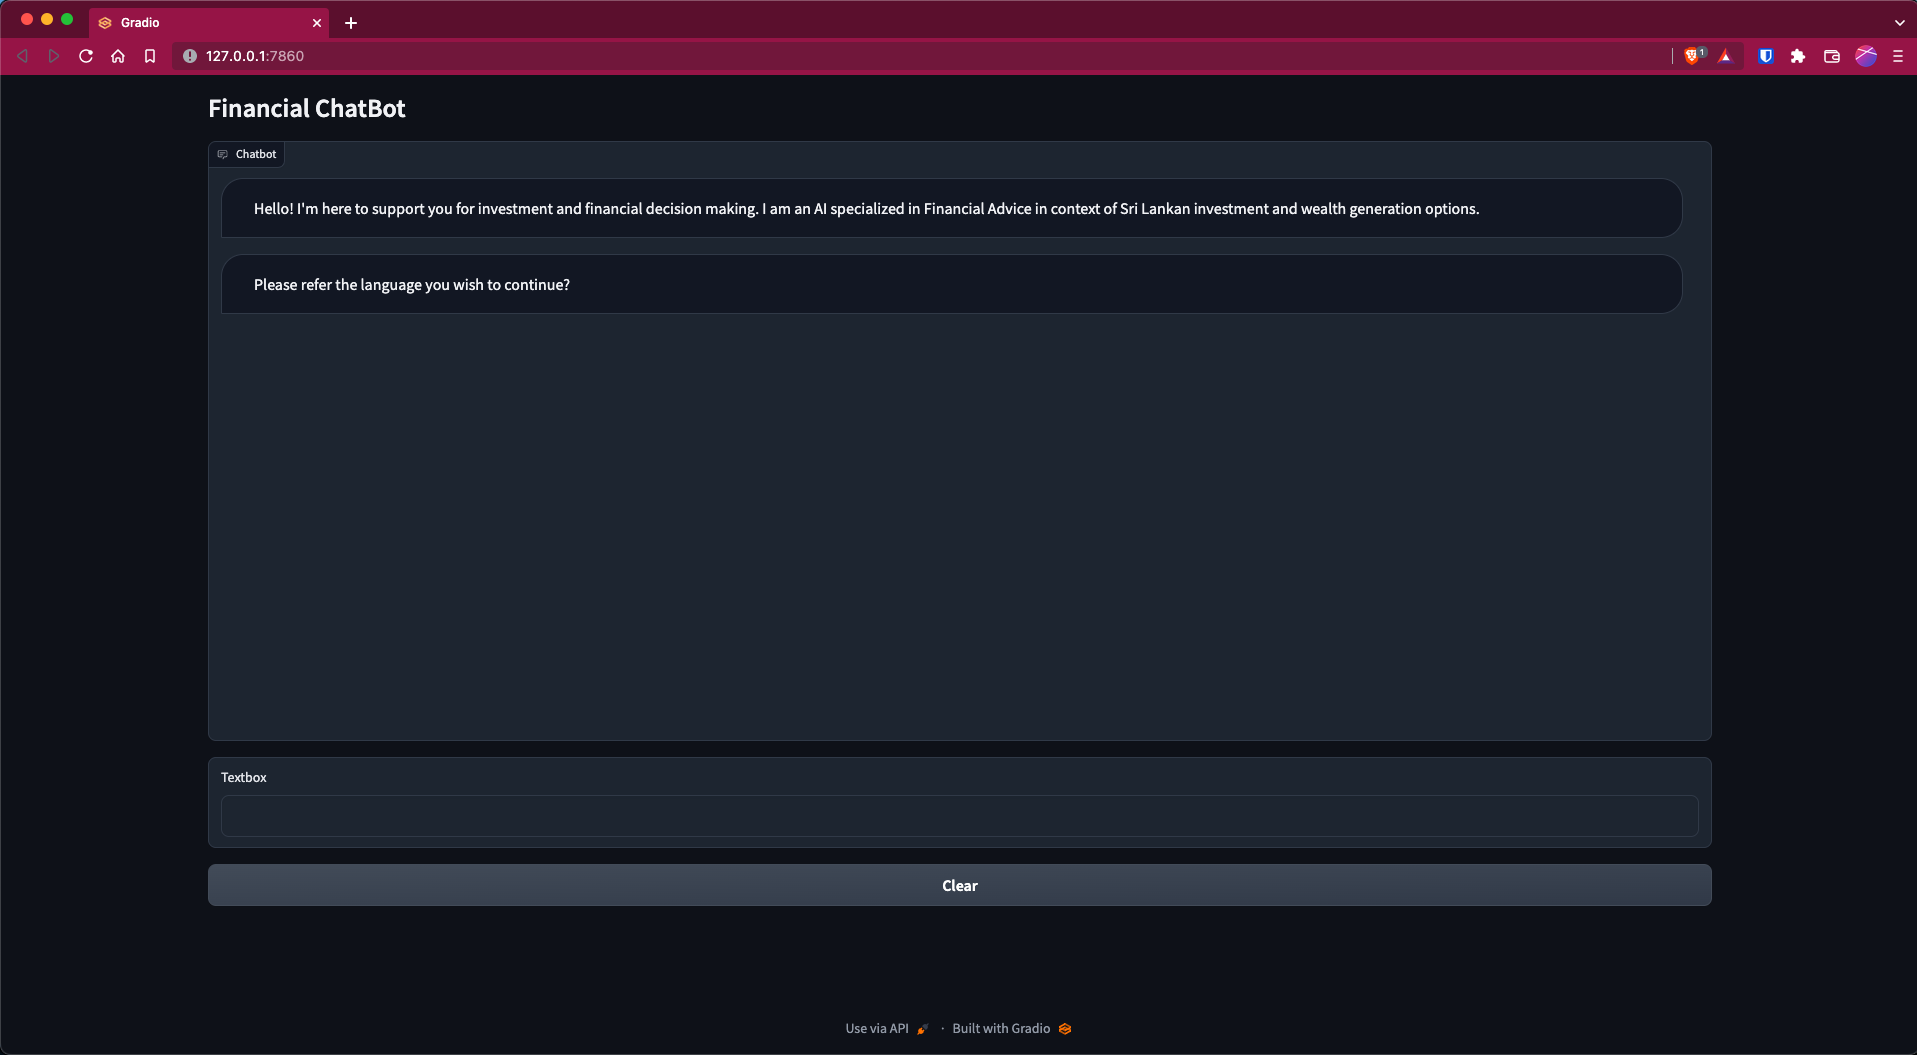 Gradio
127.0.0.1:7860
1
Financial ChatBot
Chatbot
Hello! I'm here to support you for investment and financial decision making. I am an AI specialized in Financial Advice in context of Sri Lankan investment and wealth generation options.
Please refer the language you wish to continue?
Textbox
Clear
Use via API · Built with Gradio